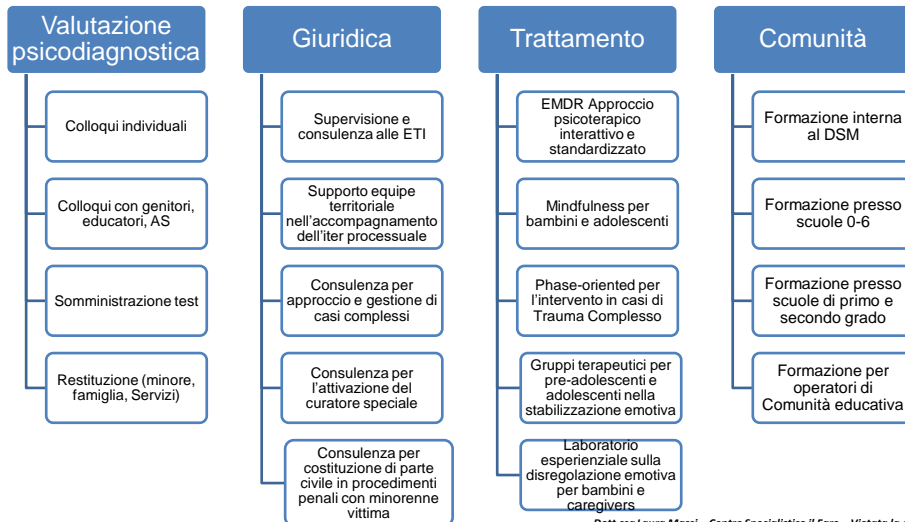 Valutazione
psicodiagnostica
Colloqui individuali
Colloqui con genitori,
educatori, AS
Somministrazione test
Restituzione (minore,
famiglia, Servizi)
Giuridica
Supervisione e
consulenza alle ETI
Supporto equipe
territoriale
nell'accompagnamento
dell'iter processuale
Consulenza per
approccio e gestione di
casi complessi
Consulenza per
l'attivazione del
curatore speciale
Consulenza per
costituzione di parte
civile in procedimenti
penali con minorenne
vittima
Trattamento
EMDR Approccio
psicoterapico
interattivo e
standardizzato
Mindfulness per
bambini e adolescenti
Phase-oriented per
l'intervento in casi di
Trauma Complesso
Gruppi terapeutici per
pre-adolescenti e
adolescenti nella
stabilizzazione emotiva
Laboratorio
esperienziale sulla
disregolazione emotiva
per bambini e
caregivers
Comunità
Formazione interna
al DSM
Formazione presso
scuole 0-6
Formazione presso
scuole di primo e
secondo grado
Formazione per
operatori di
Comunità educativa